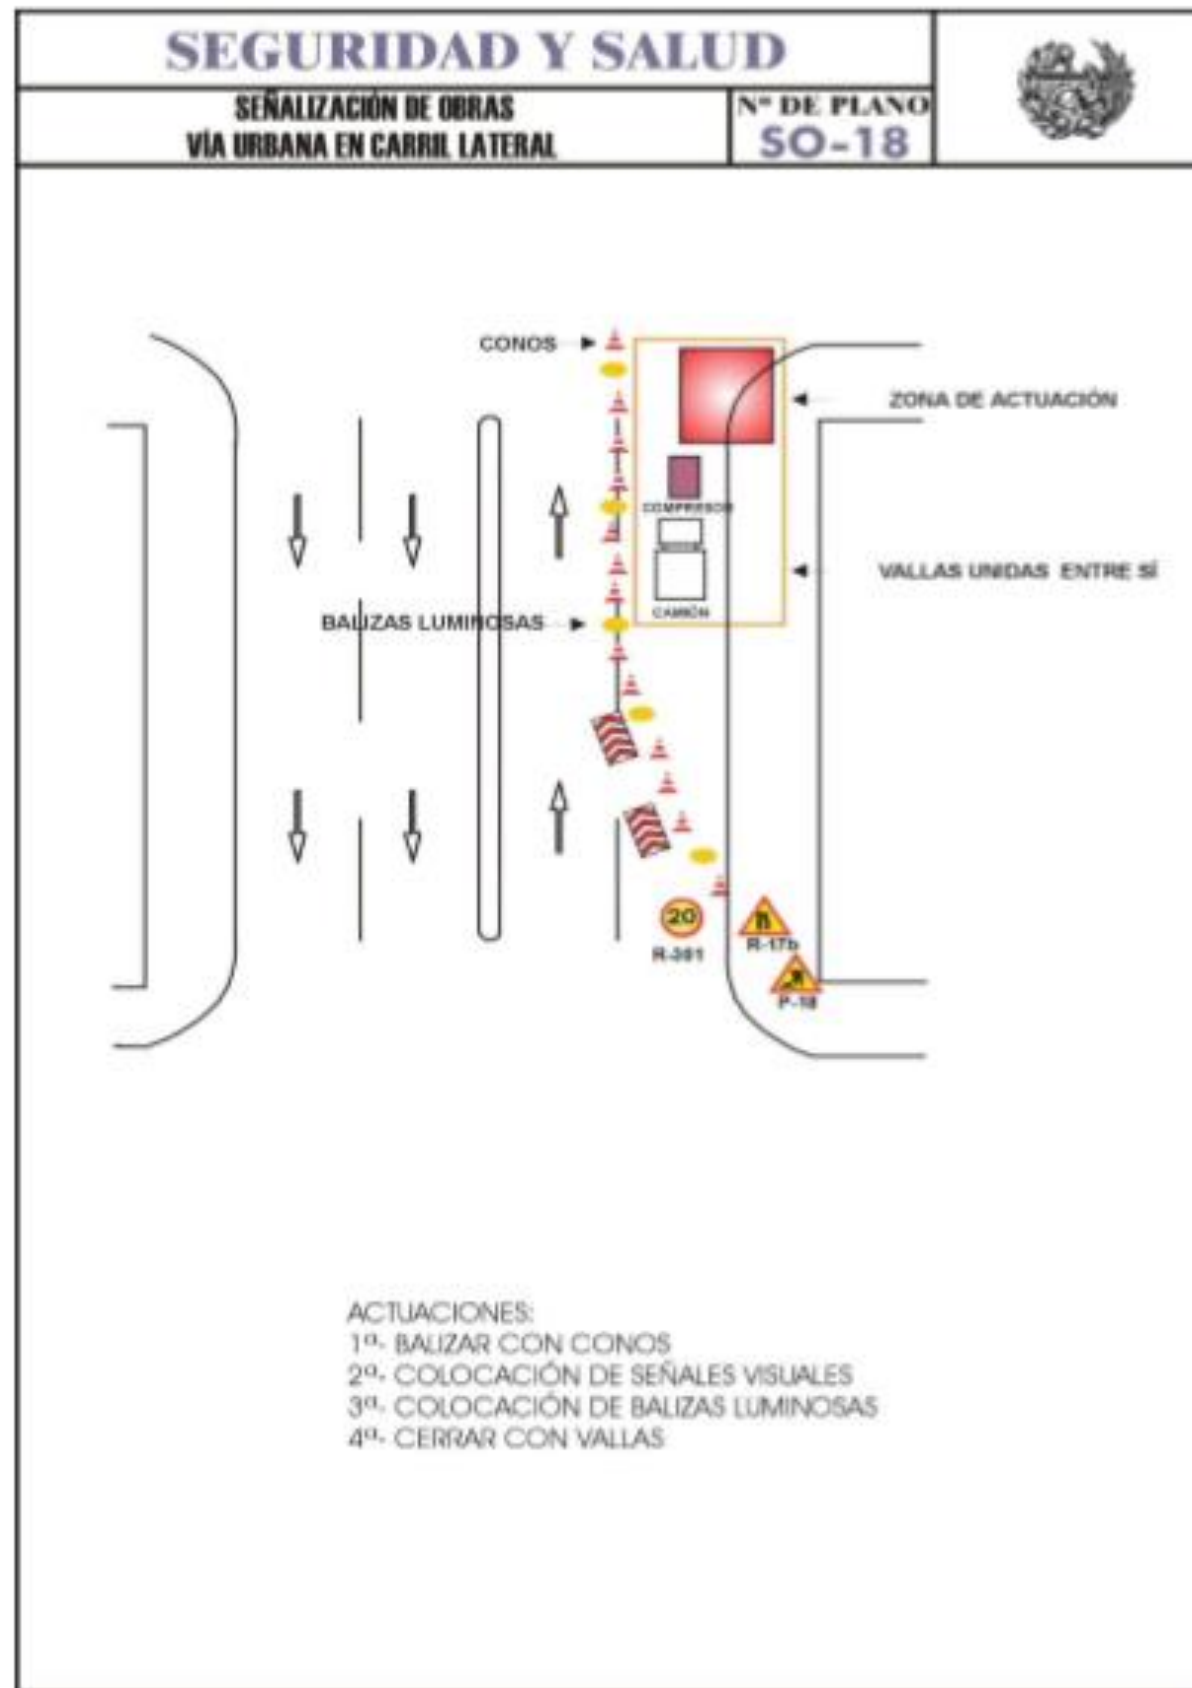 SEGURIDAD Y SALUD
SEÑALIZACIÓN DE OBRAS
VÍA URBANA EN CARRIL LATERAL
Nº DE PLANO
SO-18
CONOS
ZONA DE ACTUACIÓN
COMPRESOR
VALLAS UNIDAS ENTRE SÍ
CAMIÓN
BALIZAS LUMINOSAS
20
R-301
R-17b
P-18
ACTUACIONES:
1ª- BALIZAR CON CONOS
2ª- COLOCACIÓN DE SEÑALES VISUALES
3ª- COLOCACIÓN DE BALIZAS LUMINOSAS
4ª- CERRAR CON VALLAS